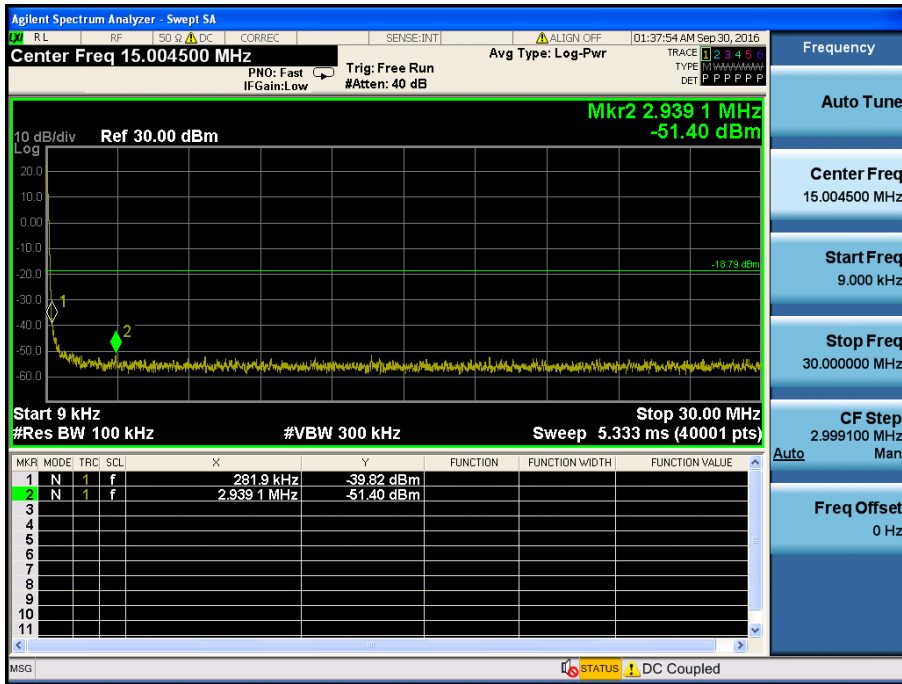 Agilent Spectrum Analyzer - Swept SA
LXI RL RF 50 Ω DC CORREC SENSE:INT ALIGN OFF 01:37:54 AM Sep 30, 2016
Center Freq 15.004500 MHz
PNO: Fast
IFGain:Low
Trig: Free Run
#Atten: 40 dB
Avg Type: Log-Pwr
TRACE 1 2 3 4 5 6
TYPE M WWWWW
DET P P P P P P
Mkr2 2.939 1 MHz
-51.40 dBm
10 dB/div Ref 30.00 dBm
Log
20.0
10.0
0.00
-10.0
-18.79 dBm
-20.0
-30.0
1
-40.0
2
-50.0
-60.0
Start 9 kHz Stop 30.00 MHz
#Res BW 100 kHz #VBW 300 kHz Sweep 5.333 ms (40001 pts)
MKR MODE TRC SCL X Y FUNCTION FUNCTION WIDTH FUNCTION VALUE
1 N 1 f 281.9 kHz -39.82 dBm
2 N 1 f 2.939 1 MHz -51.40 dBm
3
4
5
6
7
8
9
10
11
MSG STATUS DC Coupled
Frequency
Auto Tune
Center Freq
15.004500 MHz
Start Freq
9.000 kHz
Stop Freq
30.000000 MHz
CF Step
2.999100 MHz
Auto Man
Freq Offset
0 Hz